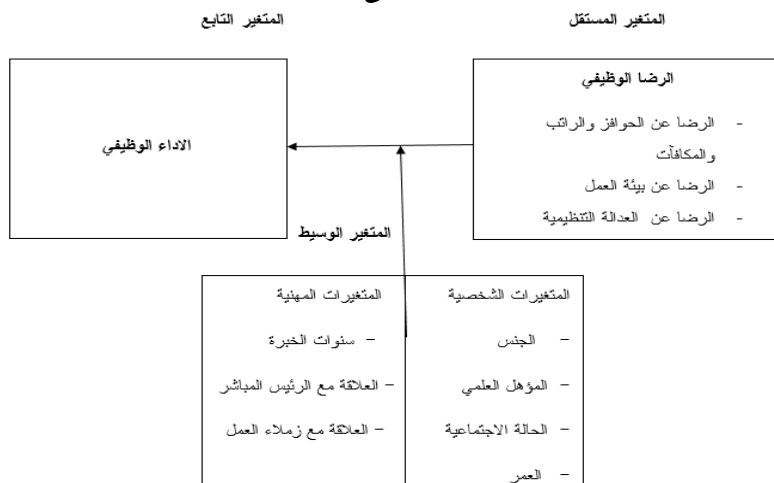 المتغير المستقل
المتغير التابع
الرضا الوظيفي
- الرضا عن الحوافز والراتب
والمكافآت
- الرضا عن بيئة العمل
- الرضا عن العدالة التنظيمية
الاداء الوظيفي
المتغير الوسيط
المتغيرات الشخصية
- الجنس
- المؤهل العلمي
- الحالة الاجتماعية
- العمر
المتغيرات المهنية
- سنوات الخبرة
- العلاقة مع الرئيس المباشر
- العلاقة مع زملاء العمل